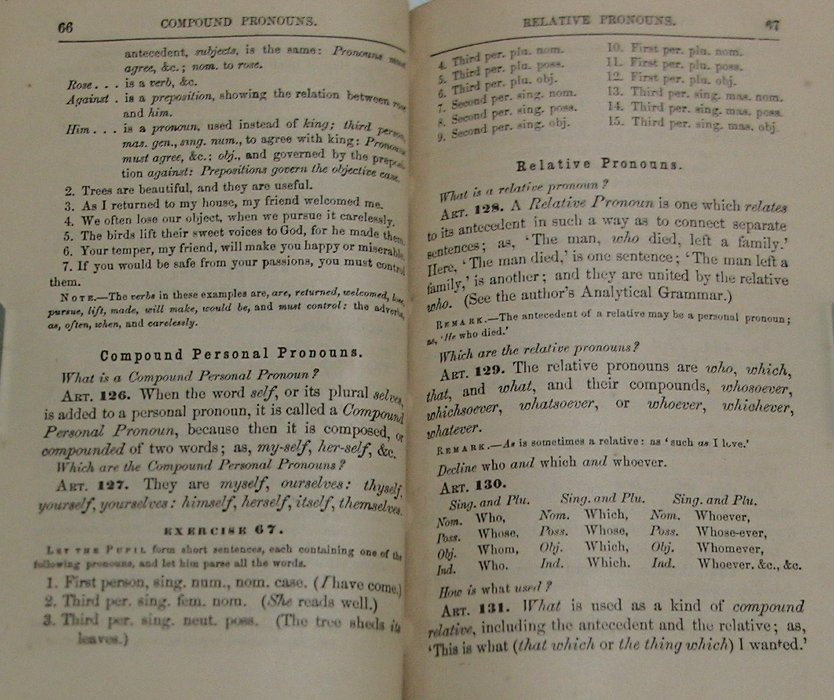 66 COMPOUND PRONOUNS.
antecedent, subjects, is the same: Pronouns must
agree, &c.; nom. to rose.
Rose . . . is a verb, &c.
Against . is a preposition, showing the relation between rose
and him.
Him . . . is a pronoun, used instead of king; third person,
mas. gen., sing. num., to agree with king: Pronouns
must agree, &c.; obj., and governed by the preposi-
tion against: Prepositions govern the objective case.
2. Trees are beautiful, and they are useful.
3. As I returned to my house, my friend welcomed me.
4. We often lose our object, when we pursue it carelessly.
5. The birds lift their sweet voices to God, for he made them.
6. Your temper, my friend, will make you happy or miserable.
7. If you would be safe from your passions, you must control
them.
NOTE.—The verbs in these examples are, are, returned, welcomed, lose,
pursue, lift, made, will make, would be, and must control: the adverbs,
as, often, when, and carelessly.
Compound Personal Pronouns.
What is a Compound Personal Pronoun?
ART. 126. When the word self, or its plural selves,
is added to a personal pronoun, it is called a Compound
Personal Pronoun, because then it is composed, or
compounded of two words; as, my-self, her-self, &c.
Which are the Compound Personal Pronouns?
ART. 127. They are myself, ourselves: thyself,
yourself, yourselves: himself, herself, itself, themselves.
EXERCISE 67.
LET THE PUPIL form short sentences, each containing one of the
following pronouns, and let him parse all the words.
1. First person, sing. num., nom. case. (I have come.)
2. Third per. sing. fem. nom. (She reads well.)
3. Third per. sing. neut. poss. (The tree sheds its
leaves.)
RELATIVE PRONOUNS. 67
4. Third per. plu. nom.
5. Third per. plu. poss.
6. Third per. plu. obj.
7. Second per. sing. nom.
8. Second per. sing. poss.
9. Second per. sing. obj.
10. First per. plu. nom.
11. First per. plu. poss.
12. First per. plu. obj.
13. Third per. sing. mas. nom.
14. Third per. sing. mas. poss.
15. Third per. sing. mas. obj.
Relative Pronouns.
What is a relative pronoun?
ART. 128. A Relative Pronoun is one which relates
to its antecedent in such a way as to connect separate
sentences; as, 'The man, who died, left a family.'
Here, 'The man died,' is one sentence; 'The man left a
family,' is another; and they are united by the relative
who. (See the author's Analytical Grammar.)
REMARK.—The antecedent of a relative may be a personal pronoun;
as, 'He who died.'
Which are the relative pronouns?
ART. 129. The relative pronouns are who, which,
that, and what, and their compounds, whosoever,
whichsoever, whatsoever, or whoever, whichever,
whatever.
REMARK.—As is sometimes a relative: as 'such as I love.'
Decline who and which and whoever.
ART. 130.
Sing. and Plu. Sing. and Plu. Sing. and Plu.
Nom. Who, Nom. Which, Nom. Whoever,
Poss. Whose, Poss. Whose, Poss. Whose-ever,
Obj. Whom, Obj. Which, Obj. Whomever,
Ind. Who. Ind. Which. Ind. Whoever. &c., &c.
How is what used?
ART. 131. What is used as a kind of compound
relative, including the antecedent and the relative; as,
'This is what (that which or the thing which) I wanted.'